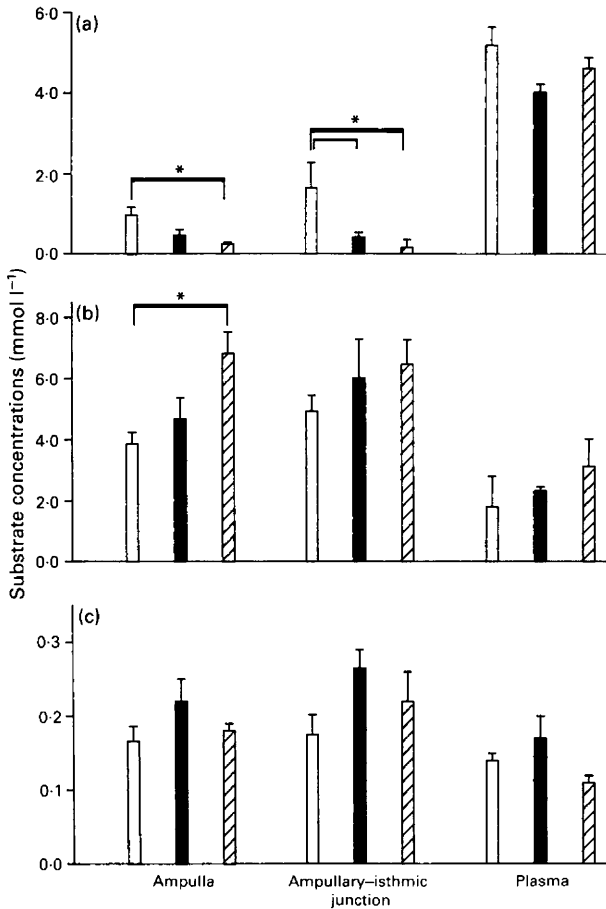 Substrate concentrations (mmol l⁻¹)
(a)
6·0
4·0
2·0
0·0
*
*
(b)
8·0
6·0
4·0
2·0
0·0
*
(c)
0·3
0·2
0·1
0·0
Ampulla
Ampullary–isthmic
junction
Plasma